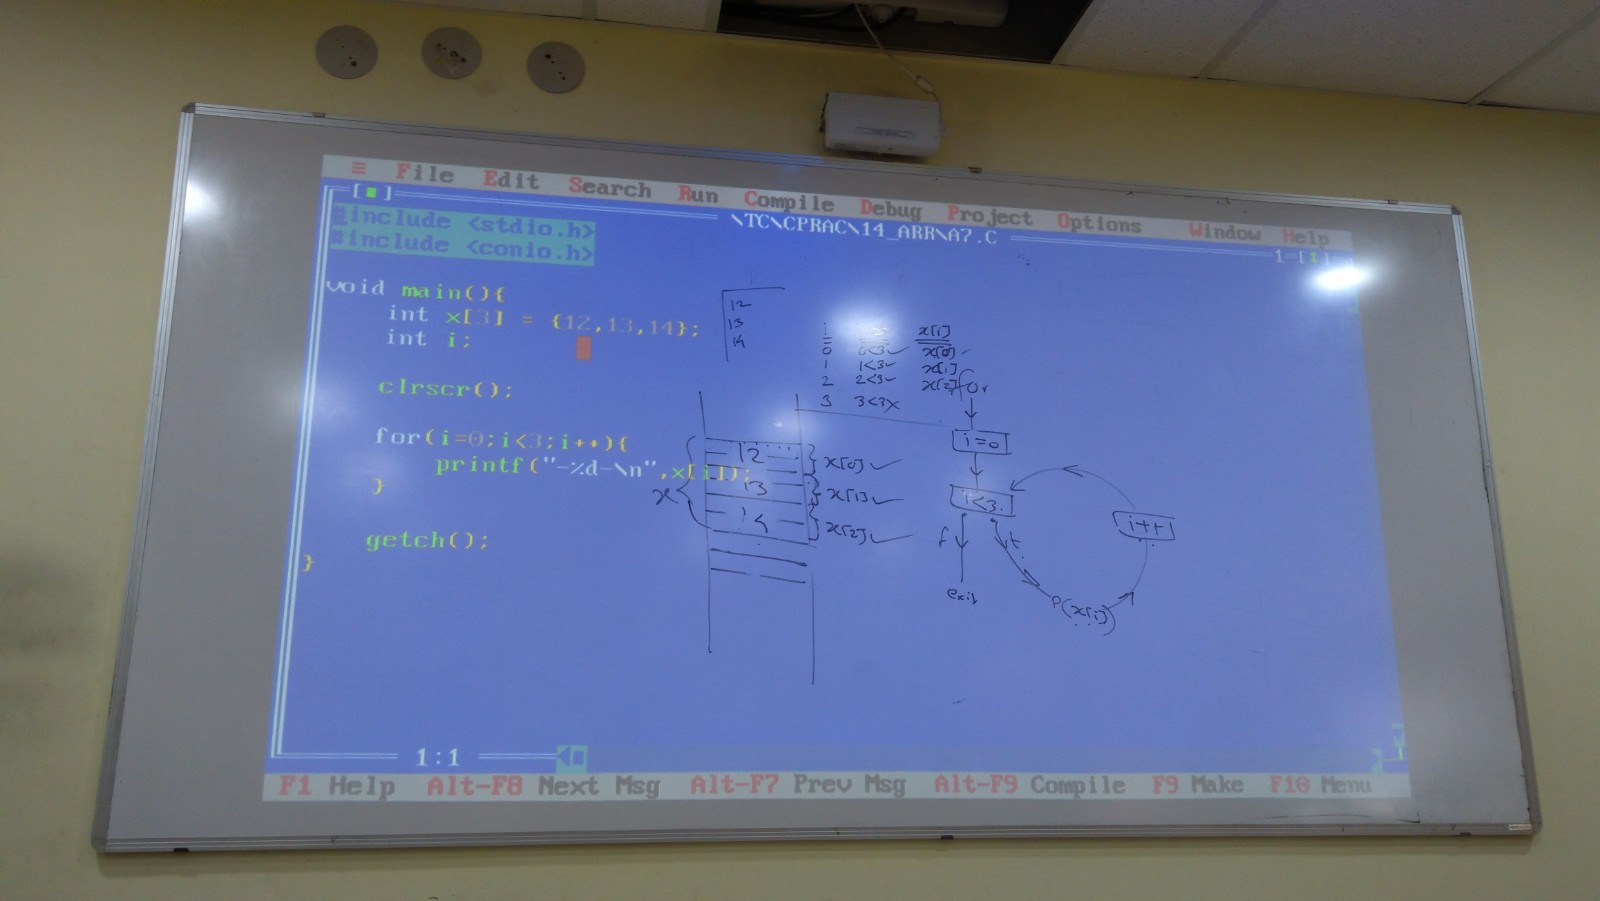 ≡ File Edit Search Run Compile Debug Project Options Window Help
\TC\CPRAC\14_ARR\A7.C
1=[↕]
#include <stdio.h>
#include <conio.h>
void main(){
int x[3] = {12,13,14};
int i;
clrscr();
for(i=0;i<3;i++){
printf("-%d-\n",x[i]);
}
getch();
}
12
13
14
i x[i]
0 0<3✓ x[0]
1 1<3✓ x[1]
2 2<3✓ x[2]
3 3<3x
for
i=0
i<3
i++
f t
exit
P(x[i])
x
12 x[0]✓
13 x[1]✓
14 x[2]✓
1:1
F1 Help Alt-F8 Next Msg Alt-F7 Prev Msg Alt-F9 Compile F9 Make F10 Menu